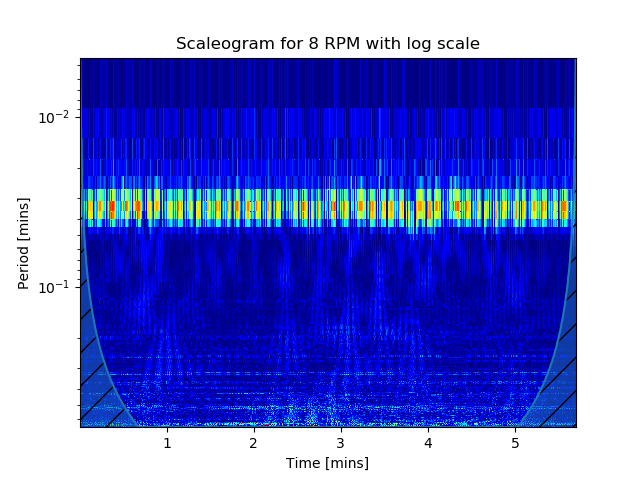 Scaleogram for 8 RPM with log scale
10⁻²
10⁻¹
Period [mins]
1 2 3 4 5
Time [mins]